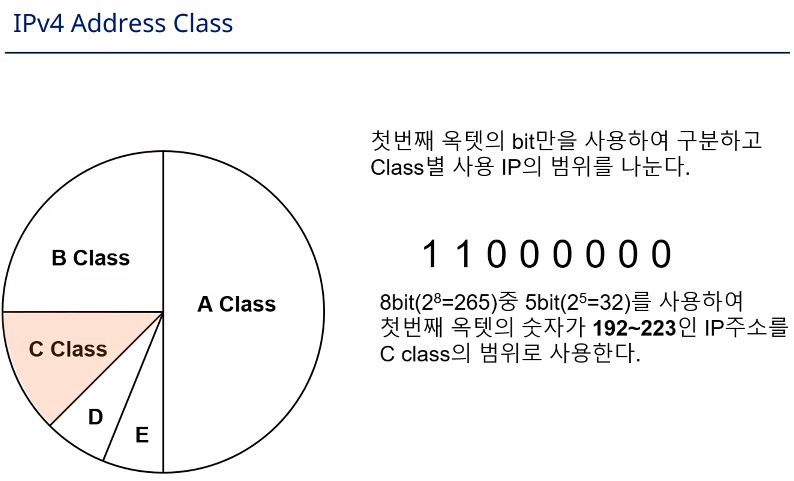 IPv4 Address Class
첫번째 옥텟의 bit만을 사용하여 구분하고
Class별 사용 IP의 범위를 나눈다.
B Class
A Class
C Class
D
E
1 1 0 0 0 0 0 0
8bit(2⁸=265)중 5bit(2⁵=32)를 사용하여
첫번째 옥텟의 숫자가 192~223인 IP주소를
C class의 범위로 사용한다.